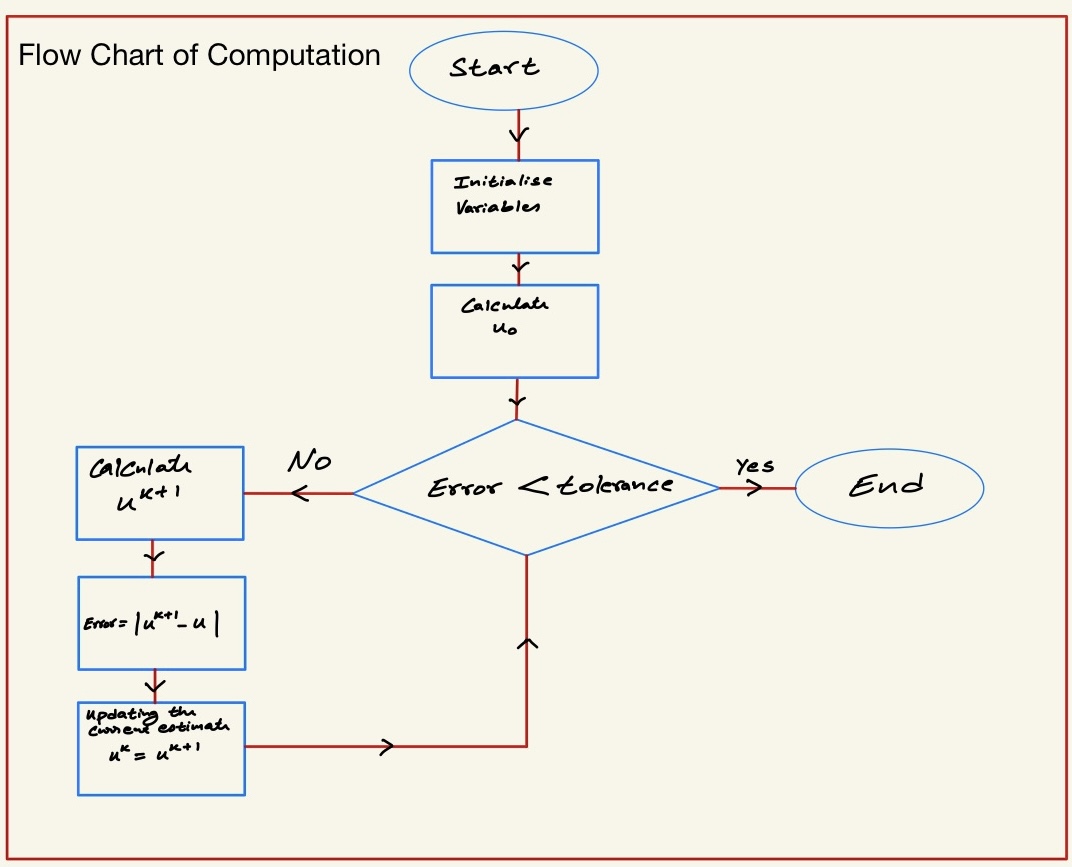 Flow Chart of Computation
Start
Initialise
Variables
Calculate
u₀
Error < tolerance
Yes
End
No
Calculate
u^{K+1}
Error = |u^{K+1} - u|
Updating the
current estimate
u^K = u^{K+1}